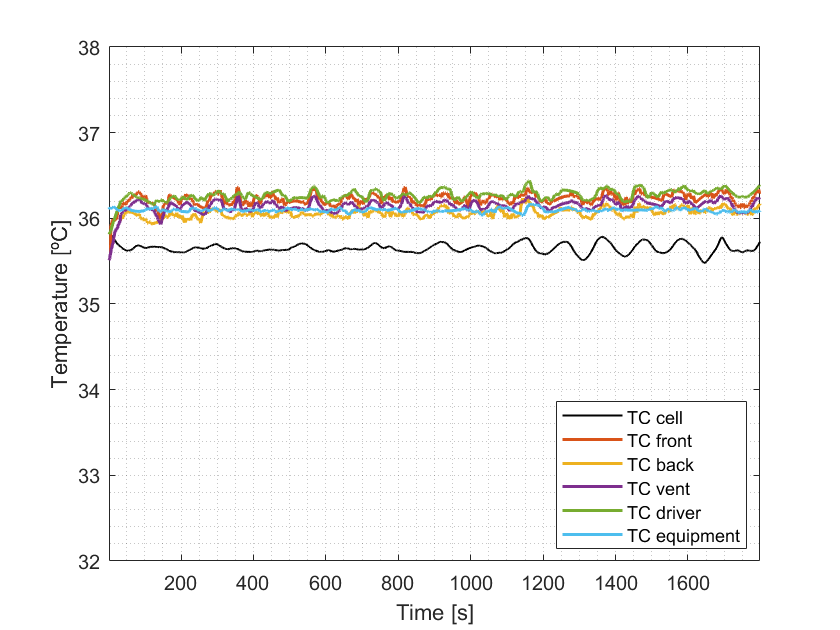 38
37
36
35
34
33
32
Temperature [ºC]
200 400 600 800 1000 1200 1400 1600
Time [s]
TC cell
TC front
TC back
TC vent
TC driver
TC equipment